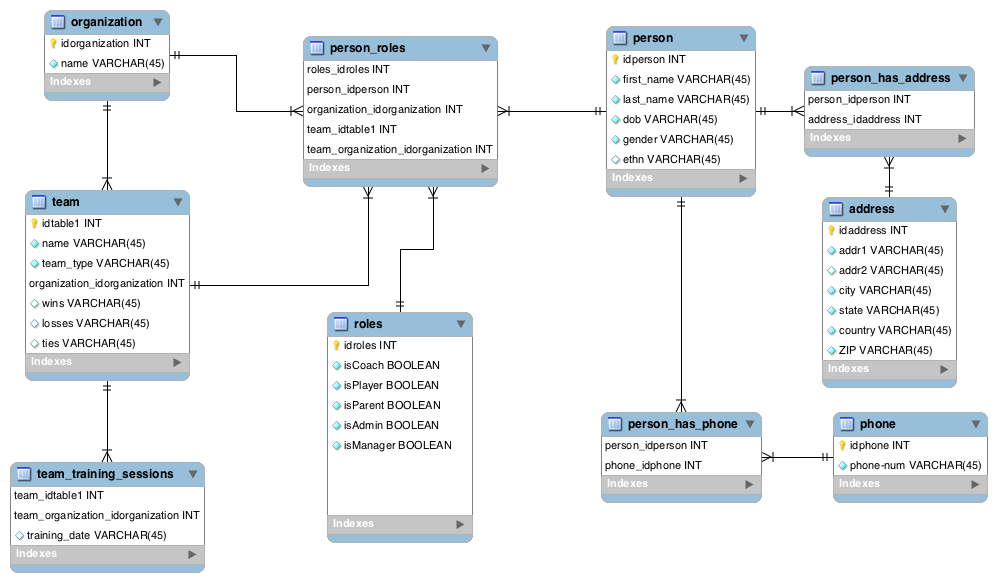 organization
idorganization INT
name VARCHAR(45)
Indexes
person_roles
roles_idroles INT
person_idperson INT
organization_idorganization INT
team_idtable1 INT
team_organization_idorganization INT
Indexes
person
idperson INT
first_name VARCHAR(45)
last_name VARCHAR(45)
dob VARCHAR(45)
gender VARCHAR(45)
ethn VARCHAR(45)
Indexes
person_has_address
person_idperson INT
address_idaddress INT
Indexes
team
idtable1 INT
name VARCHAR(45)
team_type VARCHAR(45)
organization_idorganization INT
wins VARCHAR(45)
losses VARCHAR(45)
ties VARCHAR(45)
Indexes
address
idaddress INT
addr1 VARCHAR(45)
addr2 VARCHAR(45)
city VARCHAR(45)
state VARCHAR(45)
country VARCHAR(45)
ZIP VARCHAR(45)
Indexes
roles
idroles INT
isCoach BOOLEAN
isPlayer BOOLEAN
isParent BOOLEAN
isAdmin BOOLEAN
isManager BOOLEAN
Indexes
person_has_phone
person_idperson INT
phone_idphone INT
Indexes
phone
idphone INT
phone-num VARCHAR(45)
Indexes
team_training_sessions
team_idtable1 INT
team_organization_idorganization INT
training_date VARCHAR(45)
Indexes